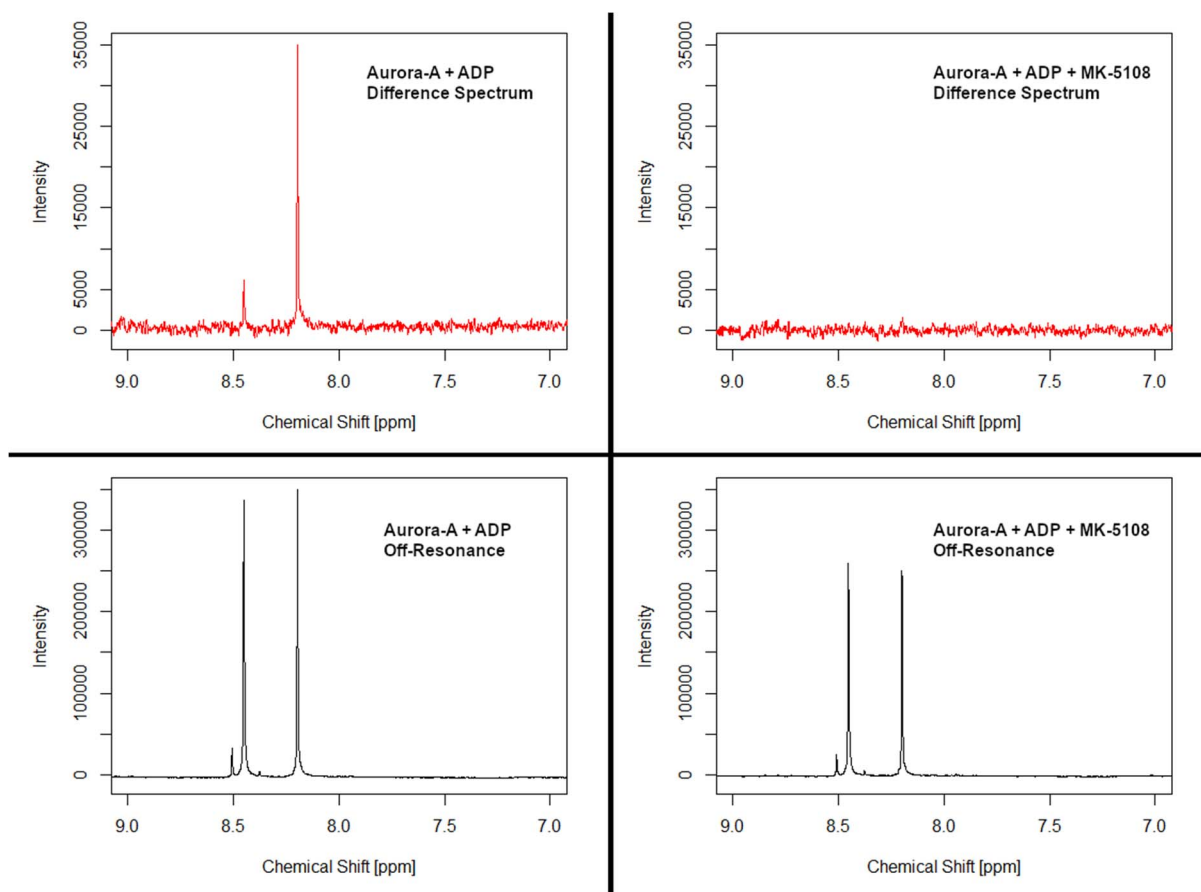 Aurora-A + ADP
Difference Spectrum
Intensity
35000
25000
15000
5000
0
9.0 8.5 8.0 7.5 7.0
Chemical Shift [ppm]
Aurora-A + ADP + MK-5108
Difference Spectrum
Intensity
35000
25000
15000
5000
0
9.0 8.5 8.0 7.5 7.0
Chemical Shift [ppm]
Aurora-A + ADP
Off-Resonance
Intensity
300000
200000
100000
0
9.0 8.5 8.0 7.5 7.0
Chemical Shift [ppm]
Aurora-A + ADP + MK-5108
Off-Resonance
Intensity
300000
200000
100000
0
9.0 8.5 8.0 7.5 7.0
Chemical Shift [ppm]